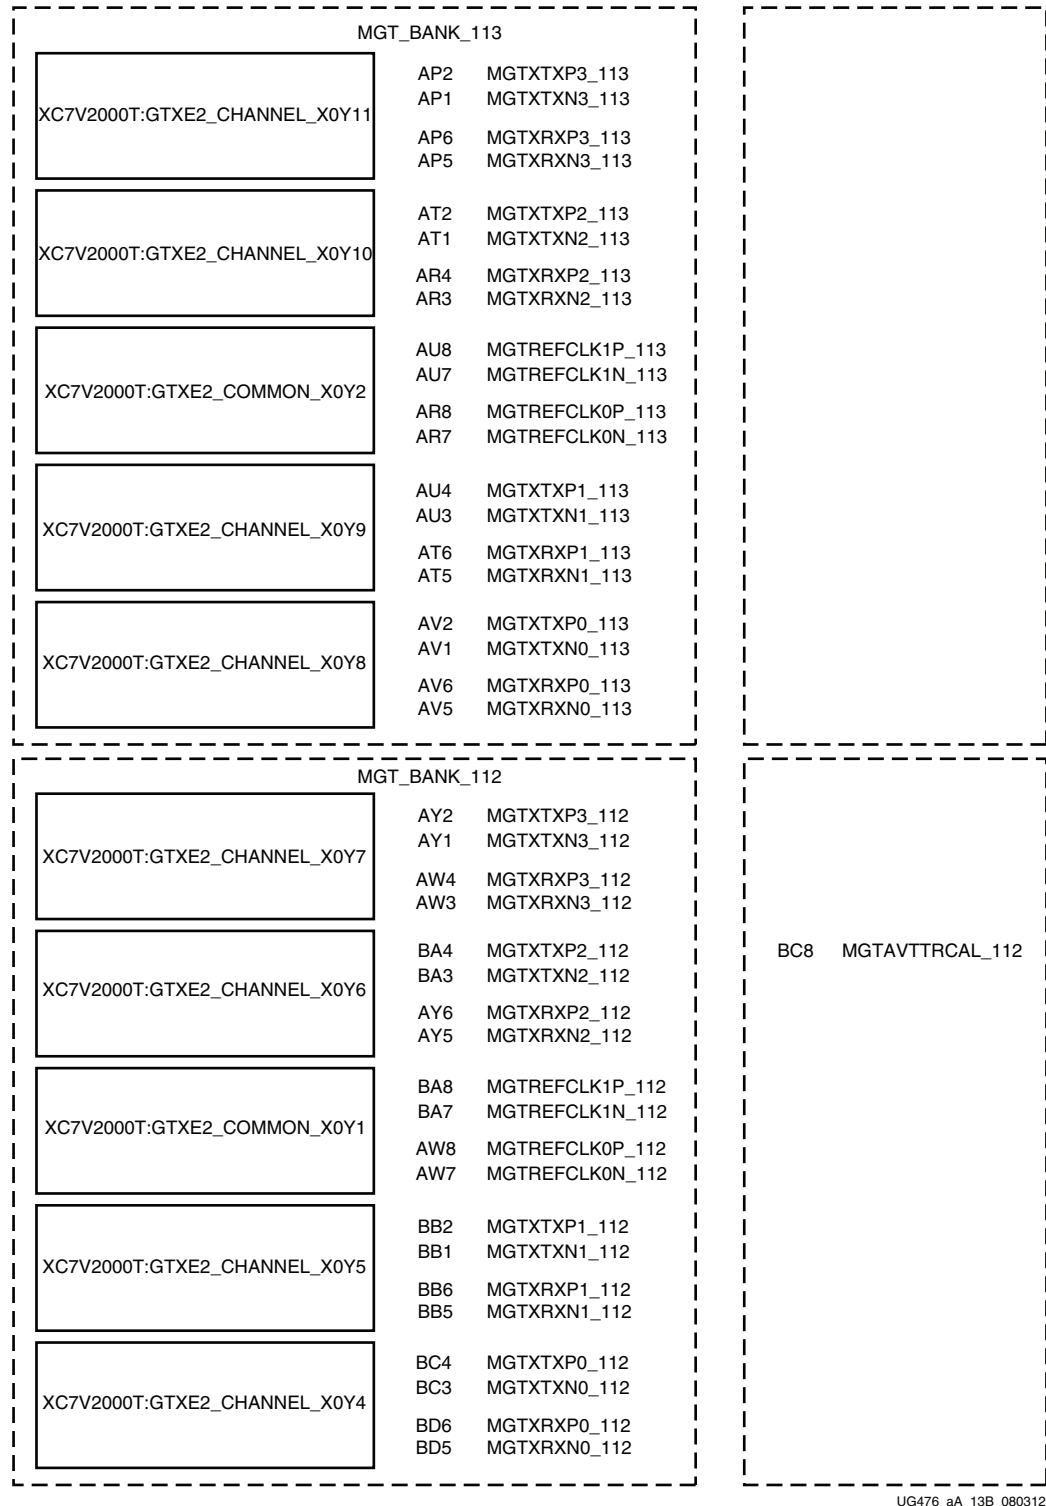 MGT_BANK_113
XC7V2000T:GTXE2_CHANNEL_X0Y11
AP2 MGTXTXP3_113
AP1 MGTXTXN3_113
AP6 MGTXRXP3_113
AP5 MGTXRXN3_113
XC7V2000T:GTXE2_CHANNEL_X0Y10
AT2 MGTXTXP2_113
AT1 MGTXTXN2_113
AR4 MGTXRXP2_113
AR3 MGTXRXN2_113
XC7V2000T:GTXE2_COMMON_X0Y2
AU8 MGTREFCLK1P_113
AU7 MGTREFCLK1N_113
AR8 MGTREFCLK0P_113
AR7 MGTREFCLK0N_113
XC7V2000T:GTXE2_CHANNEL_X0Y9
AU4 MGTXTXP1_113
AU3 MGTXTXN1_113
AT6 MGTXRXP1_113
AT5 MGTXRXN1_113
XC7V2000T:GTXE2_CHANNEL_X0Y8
AV2 MGTXTXP0_113
AV1 MGTXTXN0_113
AV6 MGTXRXP0_113
AV5 MGTXRXN0_113
MGT_BANK_112
XC7V2000T:GTXE2_CHANNEL_X0Y7
AY2 MGTXTXP3_112
AY1 MGTXTXN3_112
AW4 MGTXRXP3_112
AW3 MGTXRXN3_112
XC7V2000T:GTXE2_CHANNEL_X0Y6
BA4 MGTXTXP2_112
BA3 MGTXTXN2_112
AY6 MGTXRXP2_112
AY5 MGTXRXN2_112
XC7V2000T:GTXE2_COMMON_X0Y1
BA8 MGTREFCLK1P_112
BA7 MGTREFCLK1N_112
AW8 MGTREFCLK0P_112
AW7 MGTREFCLK0N_112
XC7V2000T:GTXE2_CHANNEL_X0Y5
BB2 MGTXTXP1_112
BB1 MGTXTXN1_112
BB6 MGTXRXP1_112
BB5 MGTXRXN1_112
XC7V2000T:GTXE2_CHANNEL_X0Y4
BC4 MGTXTXP0_112
BC3 MGTXTXN0_112
BD6 MGTXRXP0_112
BD5 MGTXRXN0_112
BC8 MGTAVTTRCAL_112
UG476_aA_13B_080312